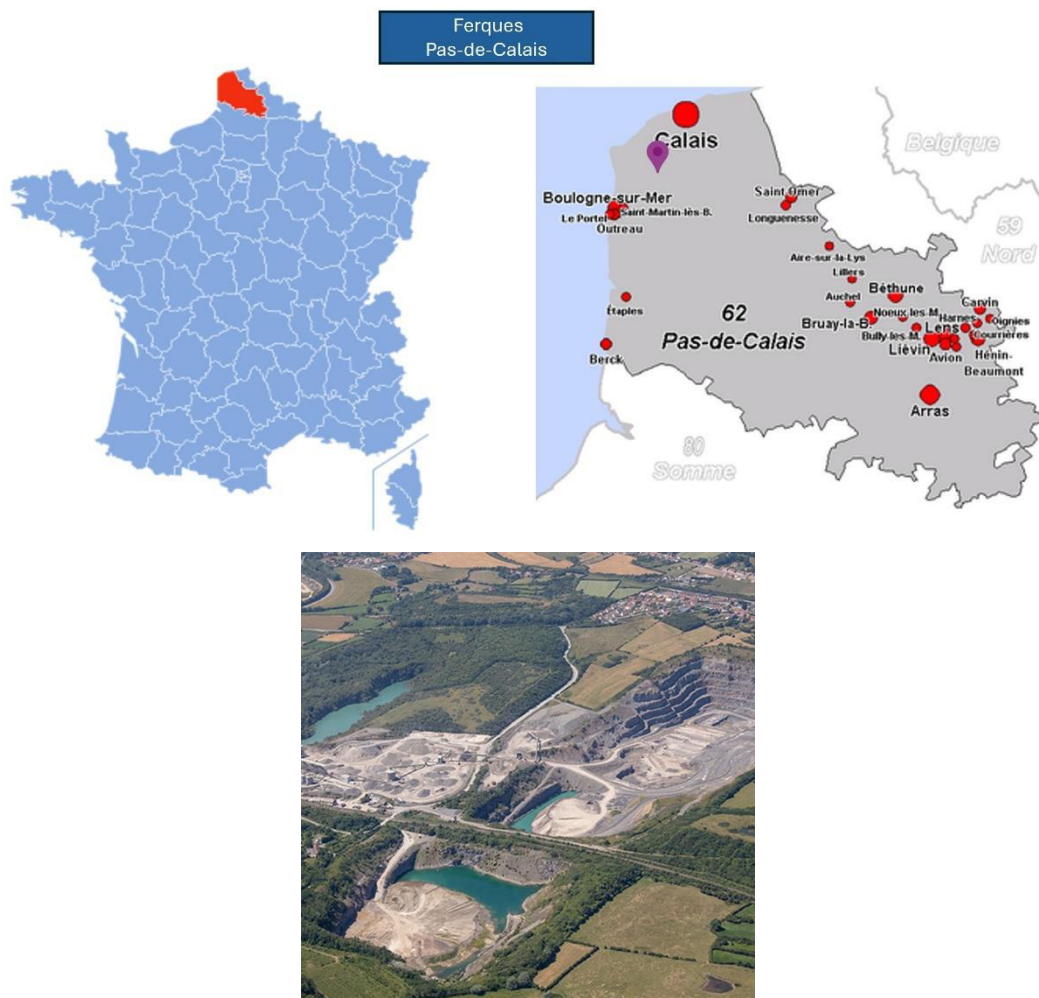 Ferques
Pas-de-Calais
Calais
Belgique
Boulogne-sur-Mer
Saint-Martin-lès-B.
Le Portel
Outreau
Saint Omer
Longuenesse
59
Nord
Aire-sur-la-Lys
Lillers
Béthune
Auchel
Étaples
Noeux-les-M.
Carvin
Bruay-la-B.
Harnes
Oignies
62
Pas-de-Calais
Bully-les-M.
Lens
Courrières
Liévin
Avion
Hénin-
Beaumont
Berck
Arras
80
Somme